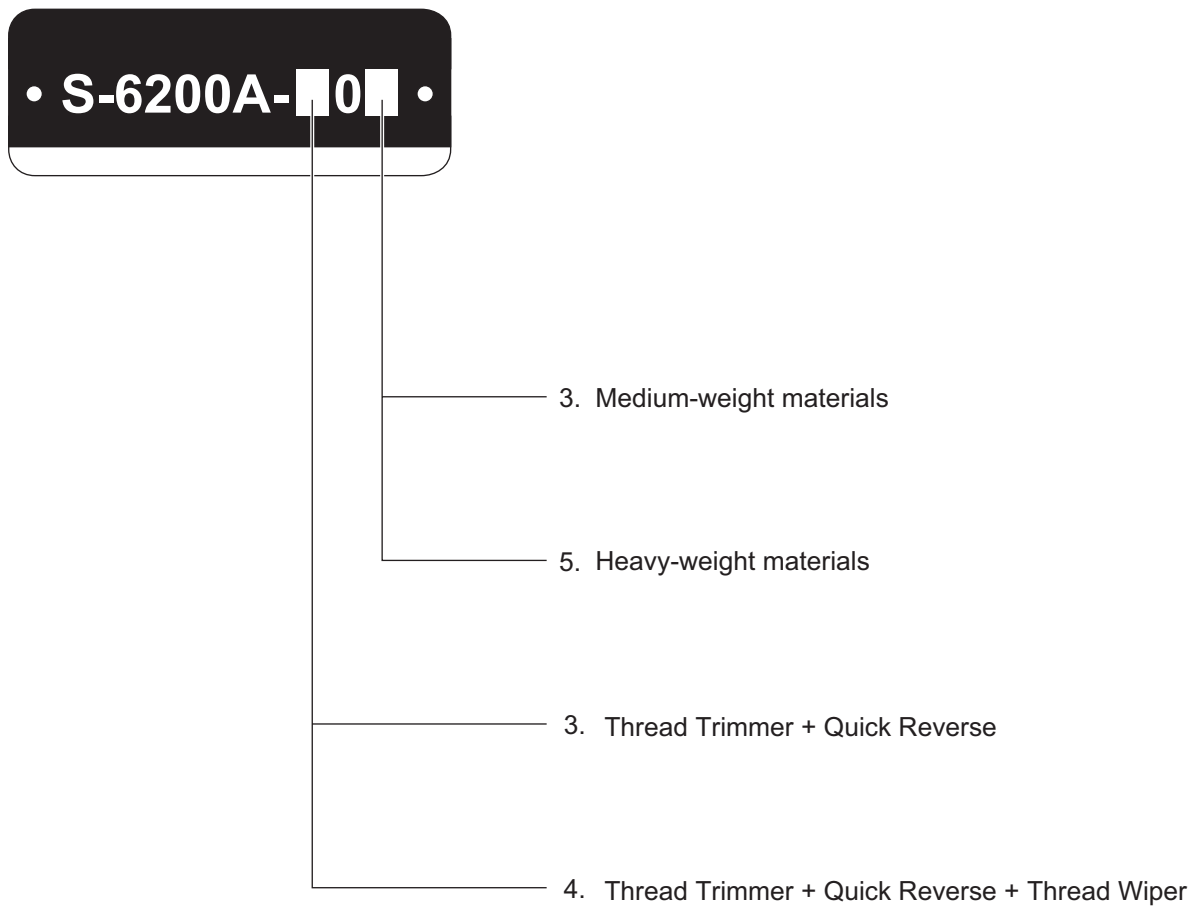 S-6200A-■0■
3. Medium-weight materials
5. Heavy-weight materials
3. Thread Trimmer + Quick Reverse
4. Thread Trimmer + Quick Reverse + Thread Wiper